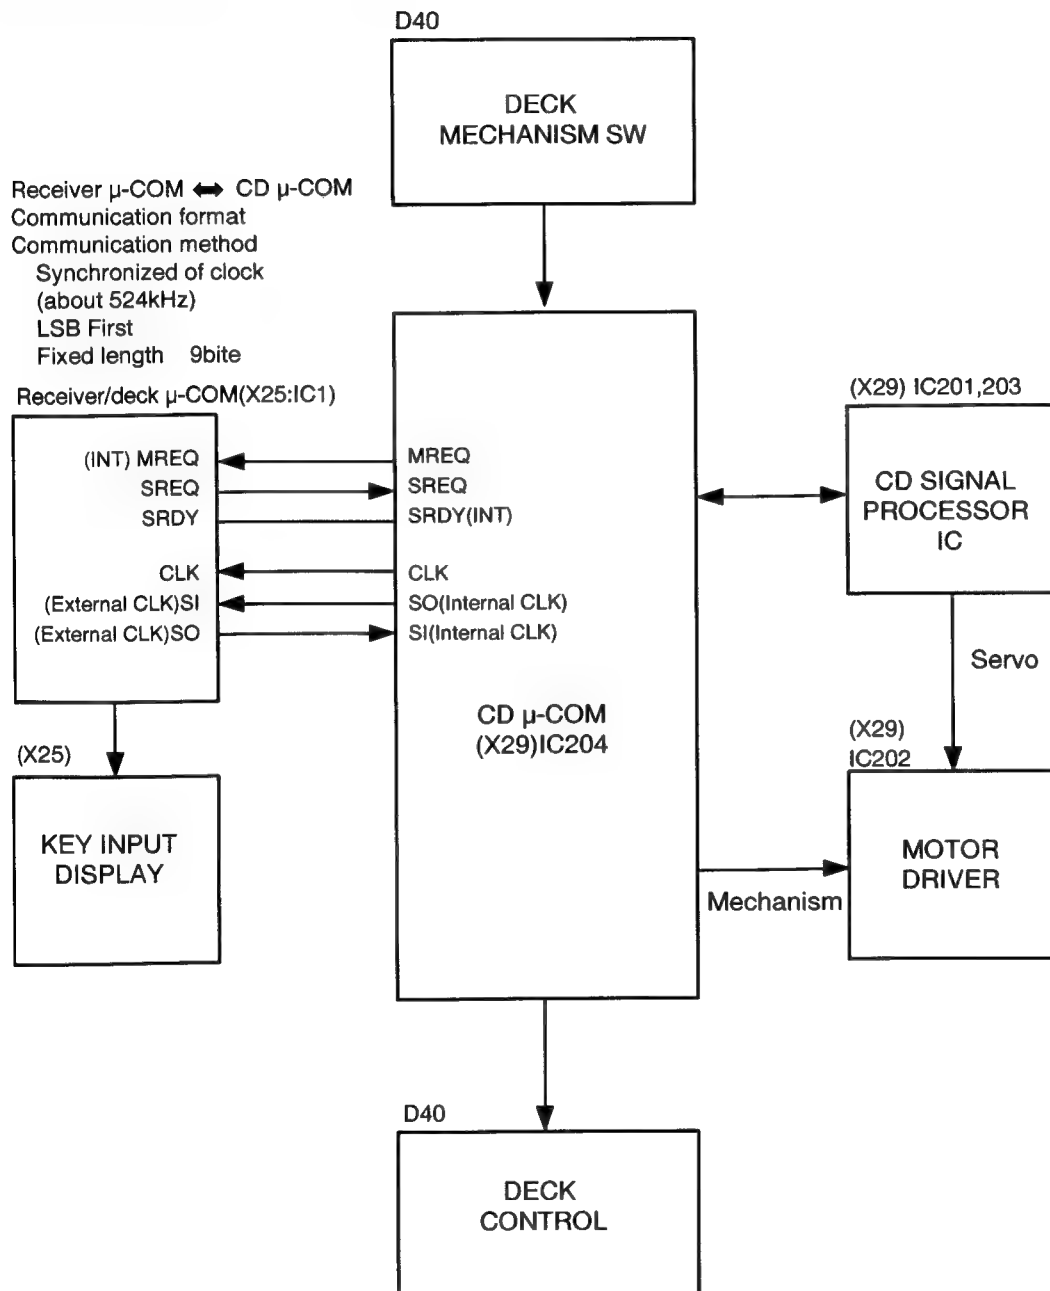 D40
DECK
MECHANISM SW
Receiver µ-COM ⬌ CD µ-COM
Communication format
Communication method
Synchronized of clock
(about 524kHz)
LSB First
Fixed length 9bite
Receiver/deck µ-COM(X25:IC1)
(INT) MREQ
SREQ
SRDY
CLK
(External CLK)SI
(External CLK)SO
MREQ
SREQ
SRDY(INT)
CLK
SO(Internal CLK)
SI(Internal CLK)
CD µ-COM
(X29)IC204
(X29) IC201,203
CD SIGNAL
PROCESSOR
IC
Servo
(X29)
IC202
MOTOR
DRIVER
Mechanism
(X25)
KEY INPUT
DISPLAY
D40
DECK
CONTROL